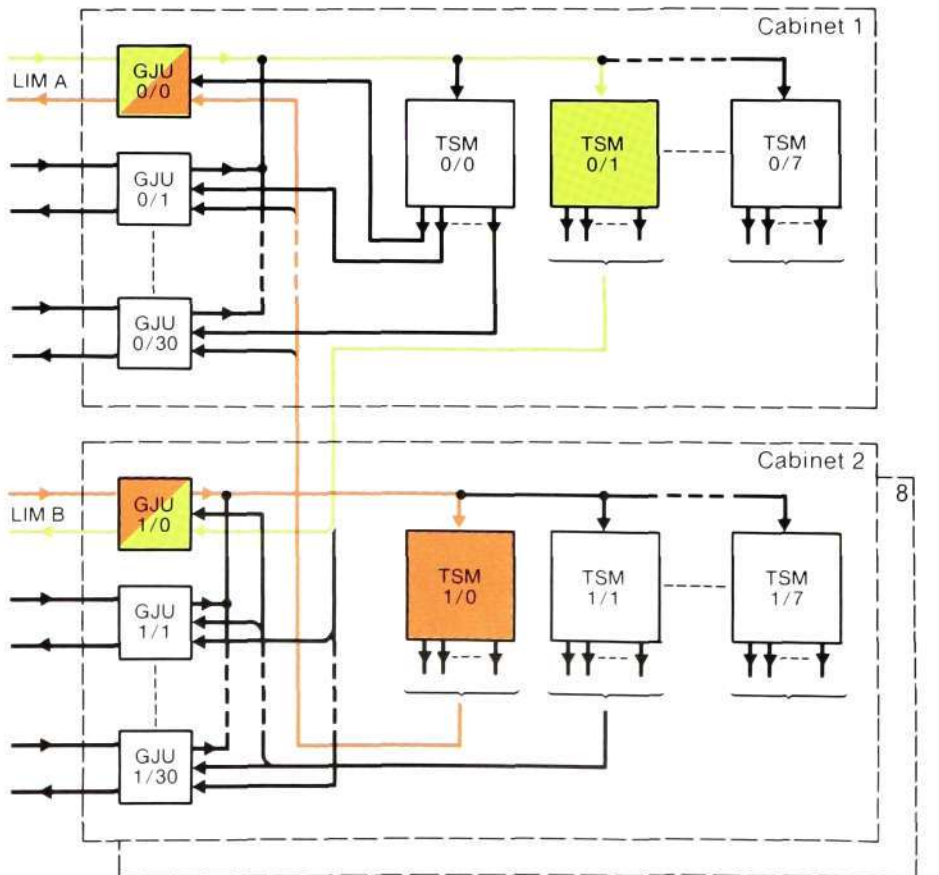 Cabinet 1
LIM A
GJU
0/0
GJU
0/1
GJU
0/30
TSM
0/0
TSM
0/1
TSM
0/7
Cabinet 2
8
LIM B
GJU
1/0
GJU
1/1
GJU
1/30
TSM
1/0
TSM
1/1
TSM
1/7